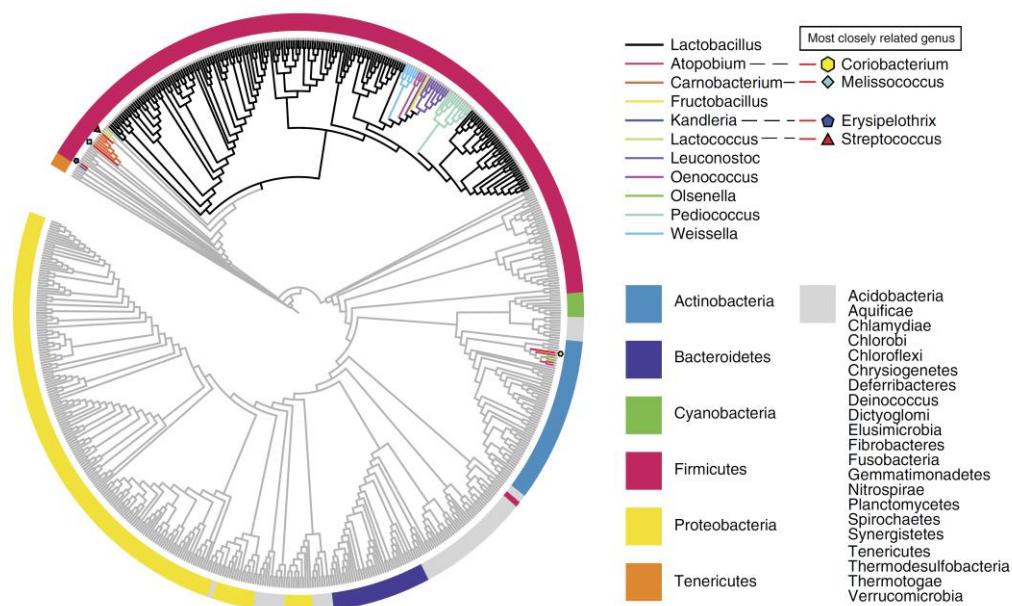 Most closely related genus
Lactobacillus
Atopobium
Coriobacterium
Carnobacterium
Melissococcus
Fructobacillus
Kandleria
Erysipelothrix
Lactococcus
Streptococcus
Leuconostoc
Oenococcus
Olsenella
Pediococcus
Weissella
Actinobacteria
Bacteroidetes
Cyanobacteria
Firmicutes
Proteobacteria
Tenericutes
Acidobacteria
Aquificae
Chlamydiae
Chlorobi
Chloroflexi
Chrysiogenetes
Deferribacteres
Deinococcus
Dictyoglomi
Elusimicrobia
Fibrobacteres
Fusobacteria
Gemmatimonadetes
Nitrospirae
Planctomycetes
Spirochaetes
Synergistetes
Tenericutes
Thermodesulfobacteria
Thermotogae
Verrucomicrobia